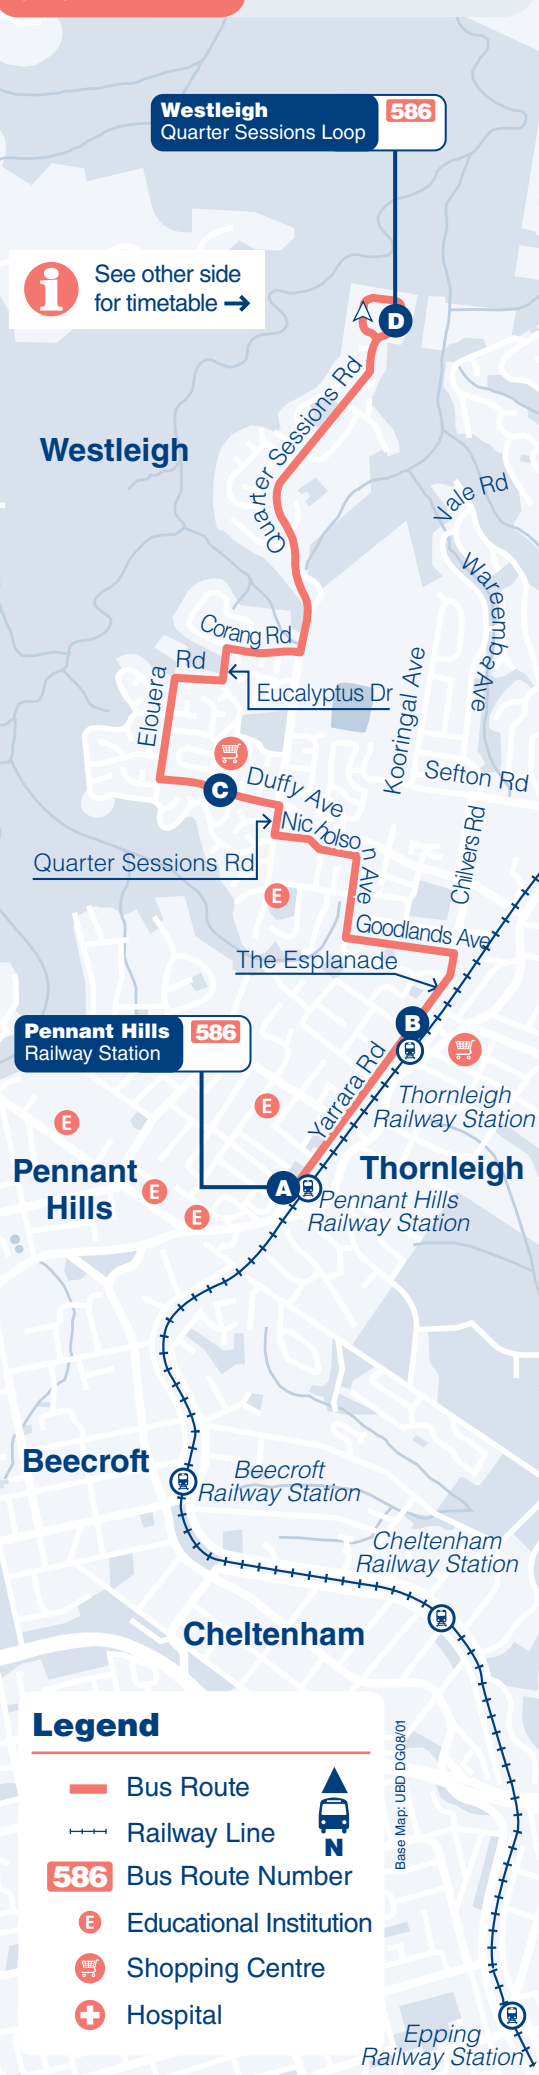 Westleigh
Quarter Sessions Loop
586
See other side
for timetable →
D
Quarter Sessions Rd
Westleigh
Vale Rd
Wareemba Ave
Corang Rd
Rd
Elouera
Eucalyptus Dr
Kooringal Ave
Sefton Rd
C
Duffy Ave
Nicholson Ave
Chilvers Rd
Quarter Sessions Rd
E
Goodlands Ave
The Esplanade
Pennant Hills
Railway Station
586
B
Yarrara Rd
E
E
Thornleigh
Railway Station
Pennant
Hills
E
E
Thornleigh
A
Pennant Hills
Railway Station
Beecroft
Beecroft
Railway Station
Cheltenham
Railway Station
Cheltenham
Legend
Bus Route
Railway Line
N
586 Bus Route Number
E Educational Institution
Shopping Centre
Hospital
Base Map: UBD DG08/01
Epping
Railway Station